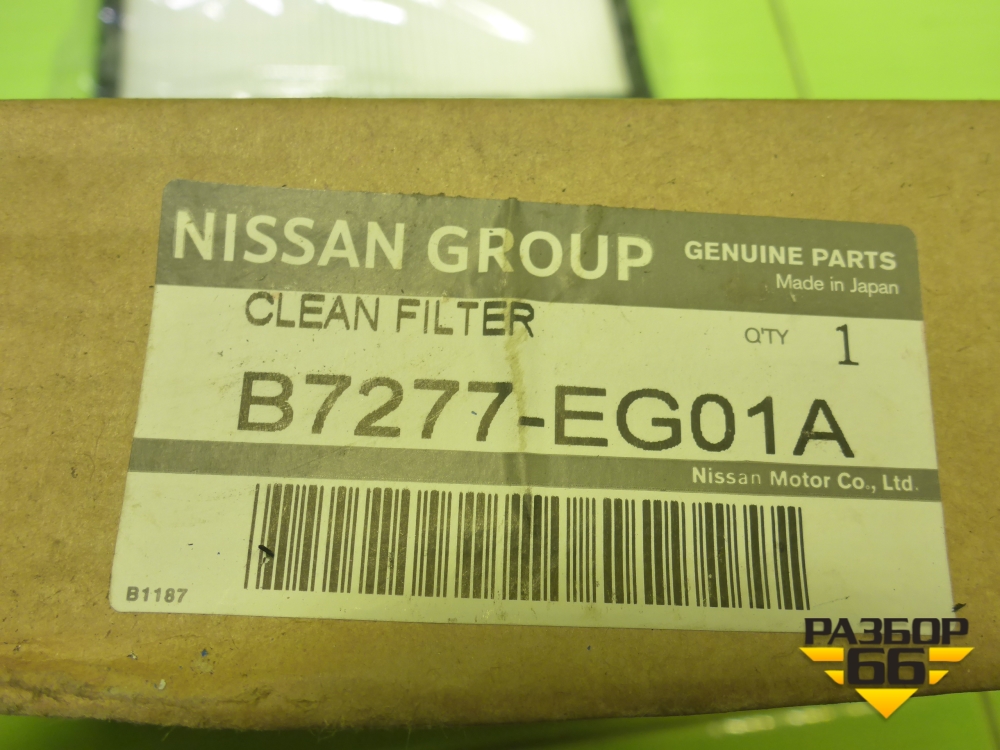 NISSAN GROUP
GENUINE PARTS
Made in Japan
CLEAN FILTER
Q'TY 1
B7277-EG01A
Nissan Motor Co., Ltd.
B1187
РАЗБОР
66